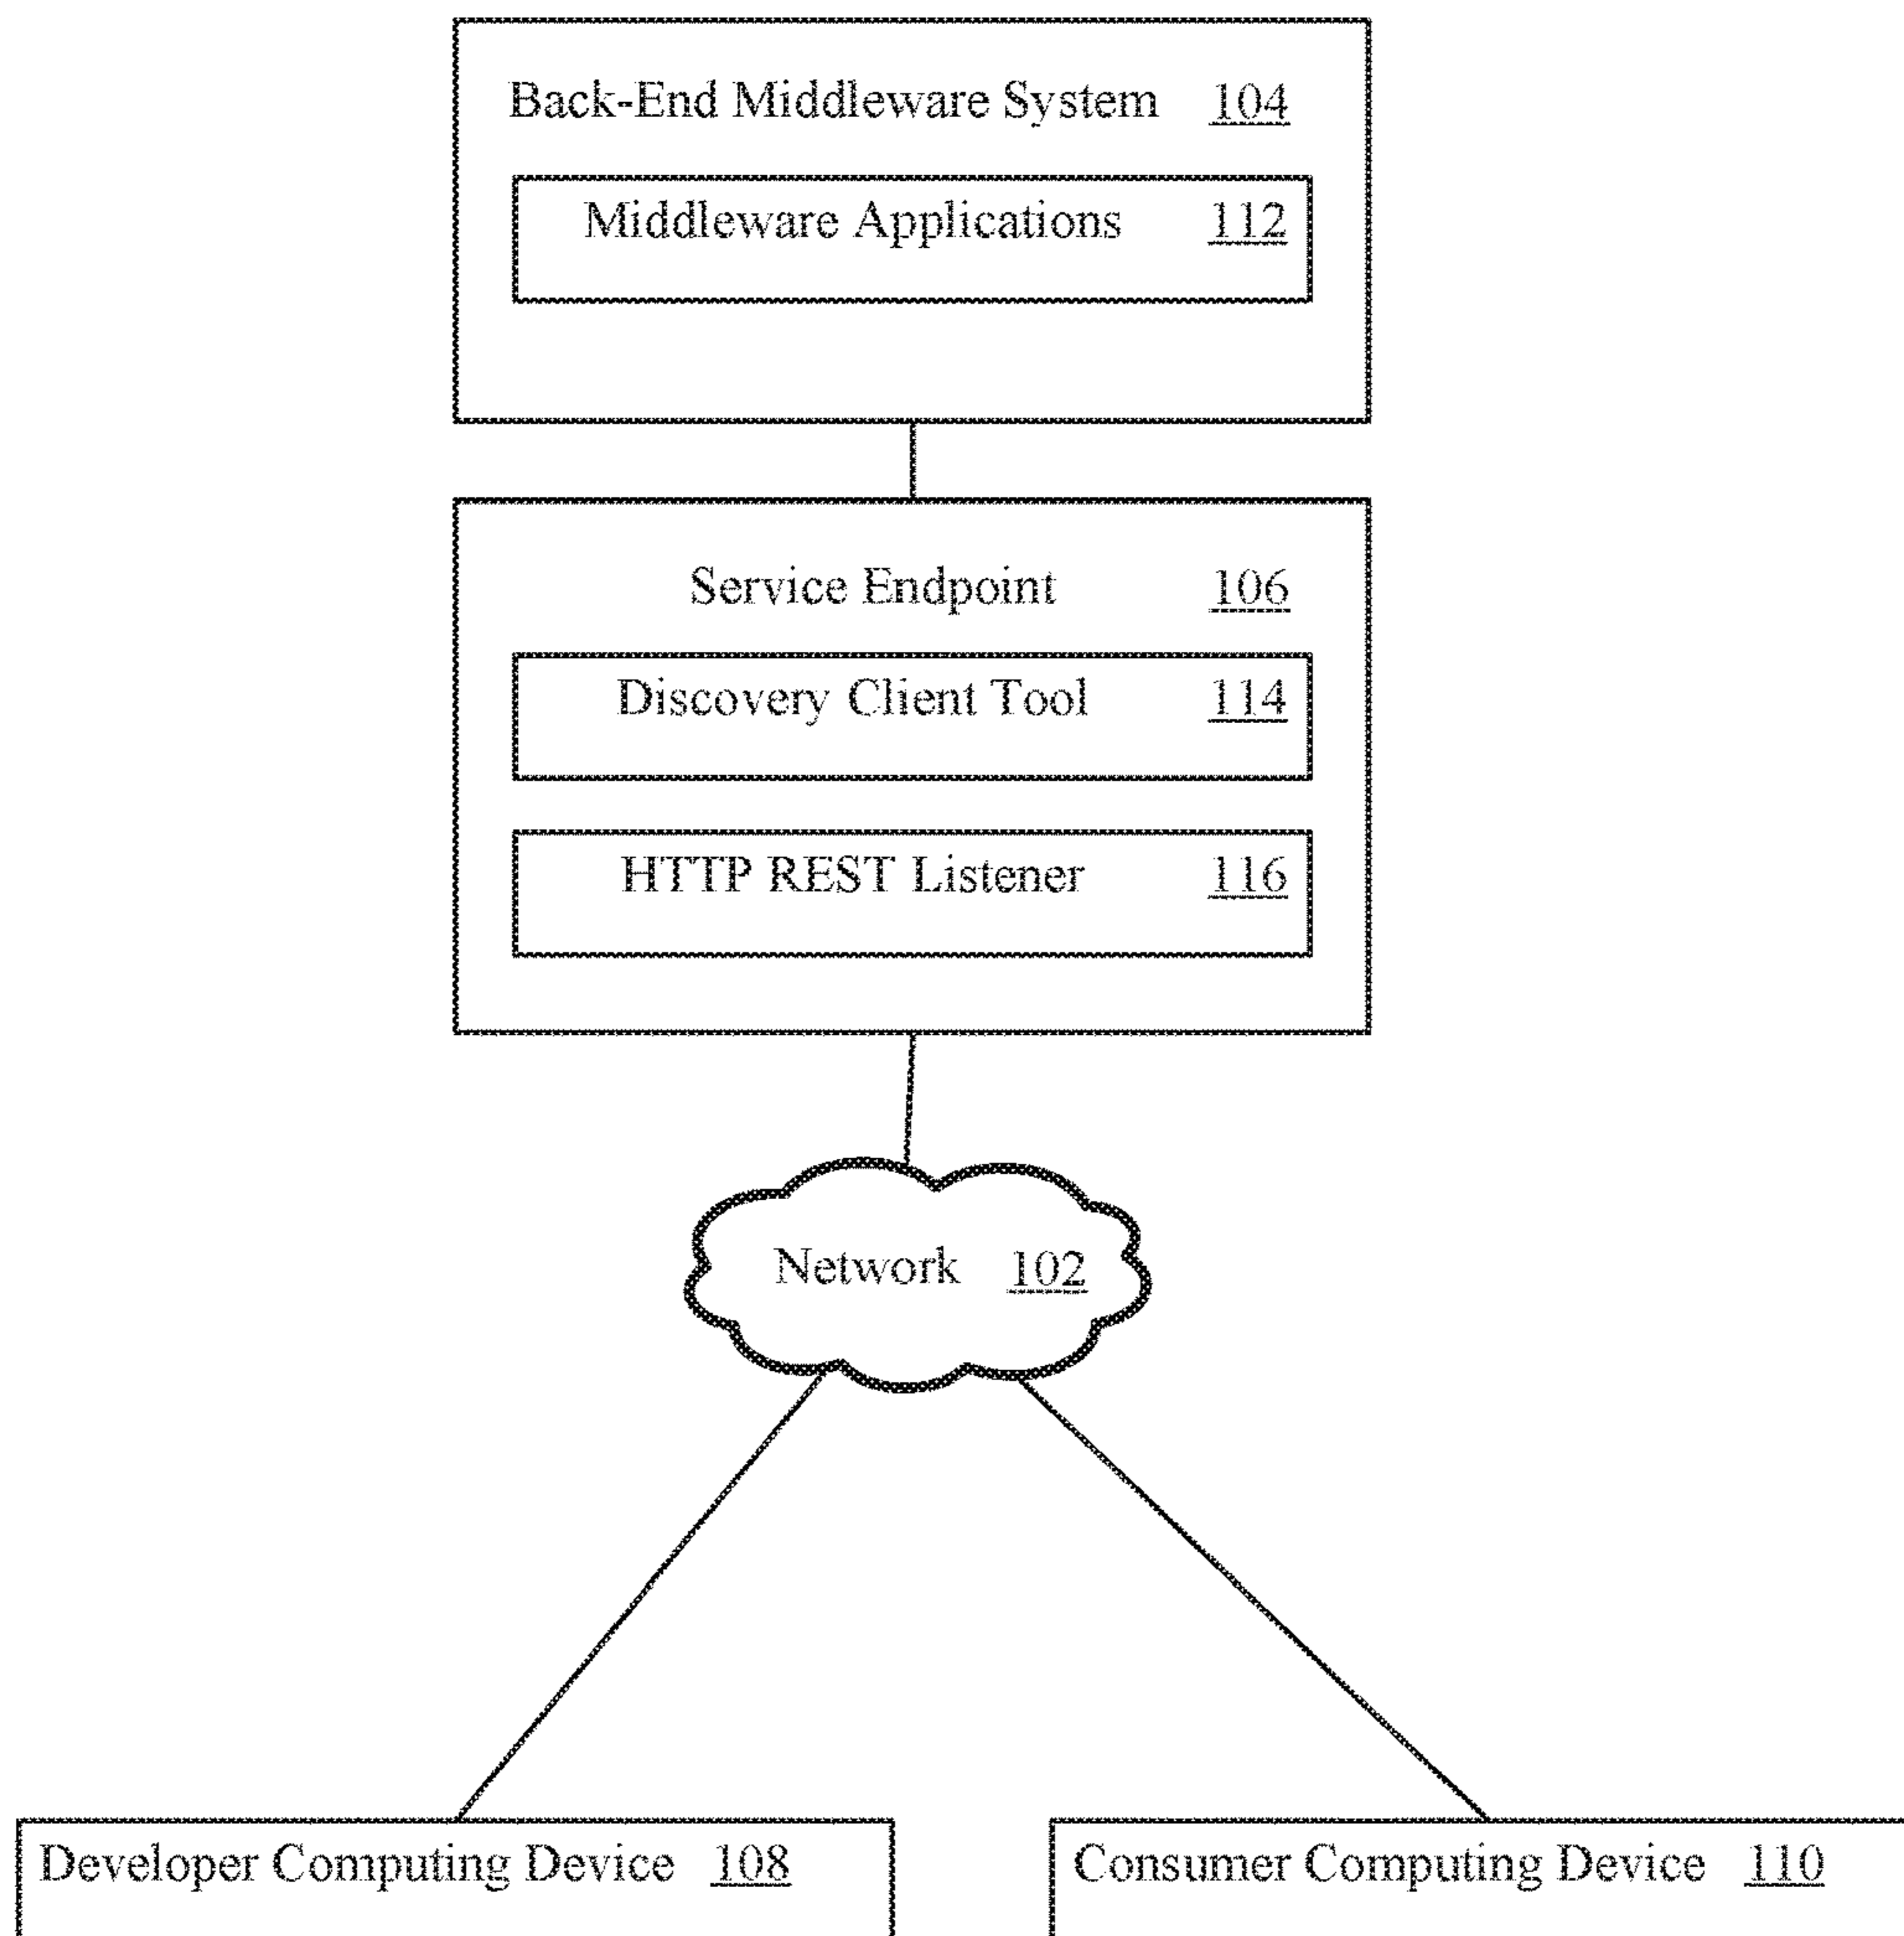 Back-End Middleware System 104
Middleware Applications 112
Service Endpoint 106
Discovery Client Tool 114
HTTP REST Listener 116
Network 102
Developer Computing Device 108
Consumer Computing Device 110